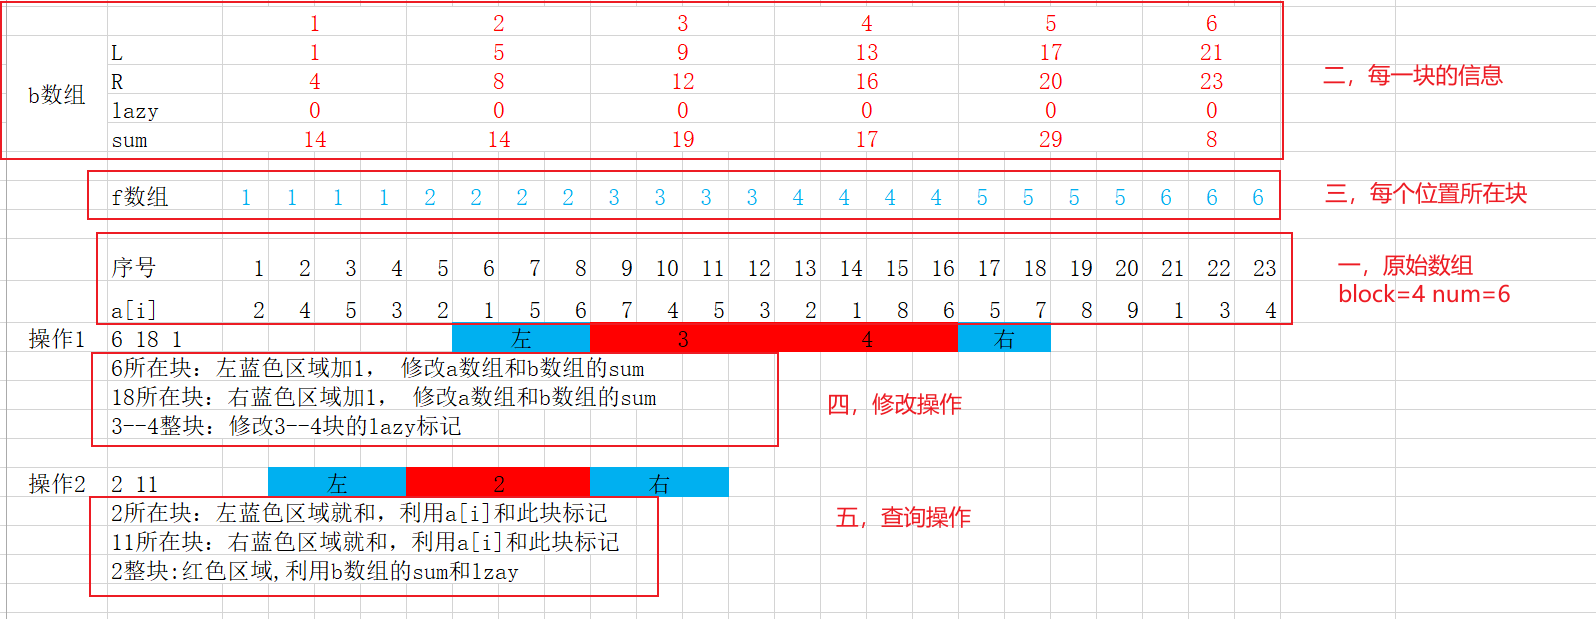 1 2 3 4 5 6
L 1 5 9 13 17 21
R 4 8 12 16 20 23
b数组
lazy 0 0 0 0 0 0
sum 14 14 19 17 29 8
二，每一块的信息
f数组 1 1 1 1 2 2 2 2 3 3 3 3 4 4 4 4 5 5 5 5 6 6 6
三，每个位置所在块
序号 1 2 3 4 5 6 7 8 9 10 11 12 13 14 15 16 17 18 19 20 21 22 23
a[i] 2 4 5 3 2 1 5 6 7 4 5 3 2 1 8 6 5 7 8 9 1 3 4
一，原始数组
block=4 num=6
操作1 6 18 1 左 3 4 右
6所在块：左蓝色区域加1， 修改a数组和b数组的sum
18所在块：右蓝色区域加1， 修改a数组和b数组的sum
3--4整块：修改3--4块的lazy标记
四，修改操作
操作2 2 11 左 2 右
2所在块：左蓝色区域就和，利用a[i]和此块标记
11所在块：右蓝色区域就和，利用a[i]和此块标记
2整块:红色区域,利用b数组的sum和lzay
五，查询操作